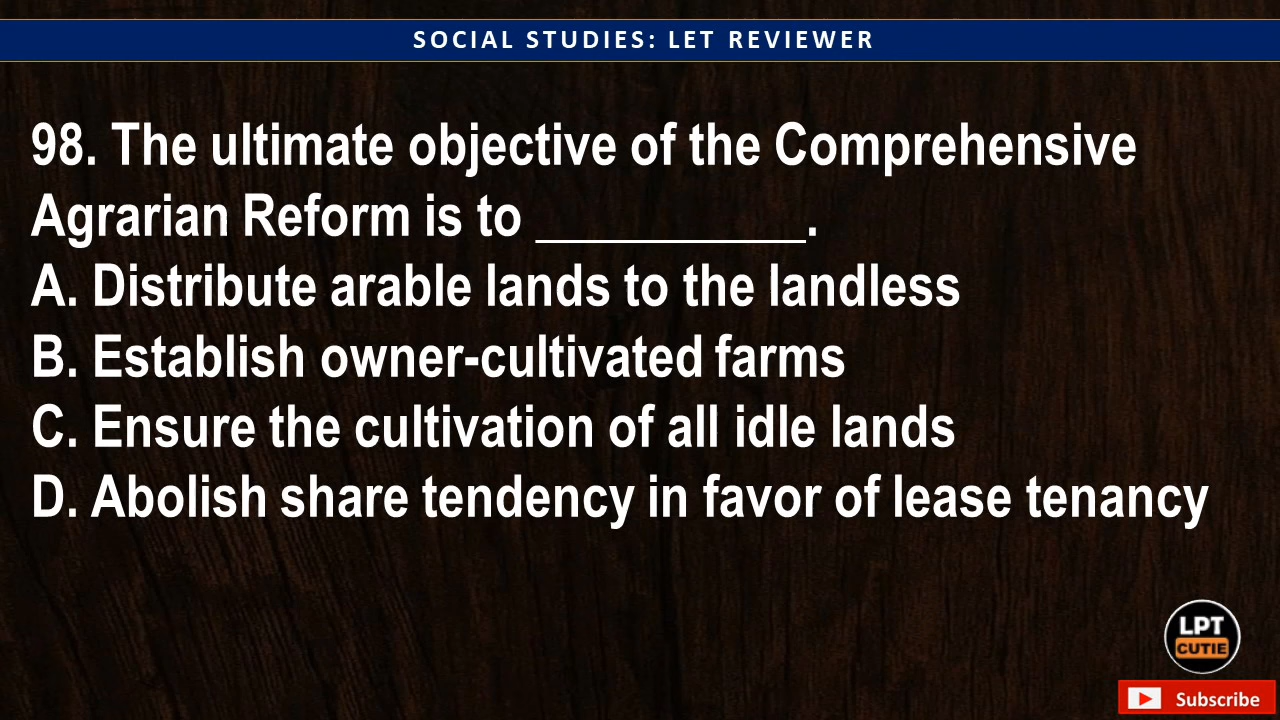 SOCIAL STUDIES: LET REVIEWER
98. The ultimate objective of the Comprehensive
Agrarian Reform is to __________.
A. Distribute arable lands to the landless
B. Establish owner-cultivated farms
C. Ensure the cultivation of all idle lands
D. Abolish share tendency in favor of lease tenancy
LPT
CUTIE
Subscribe